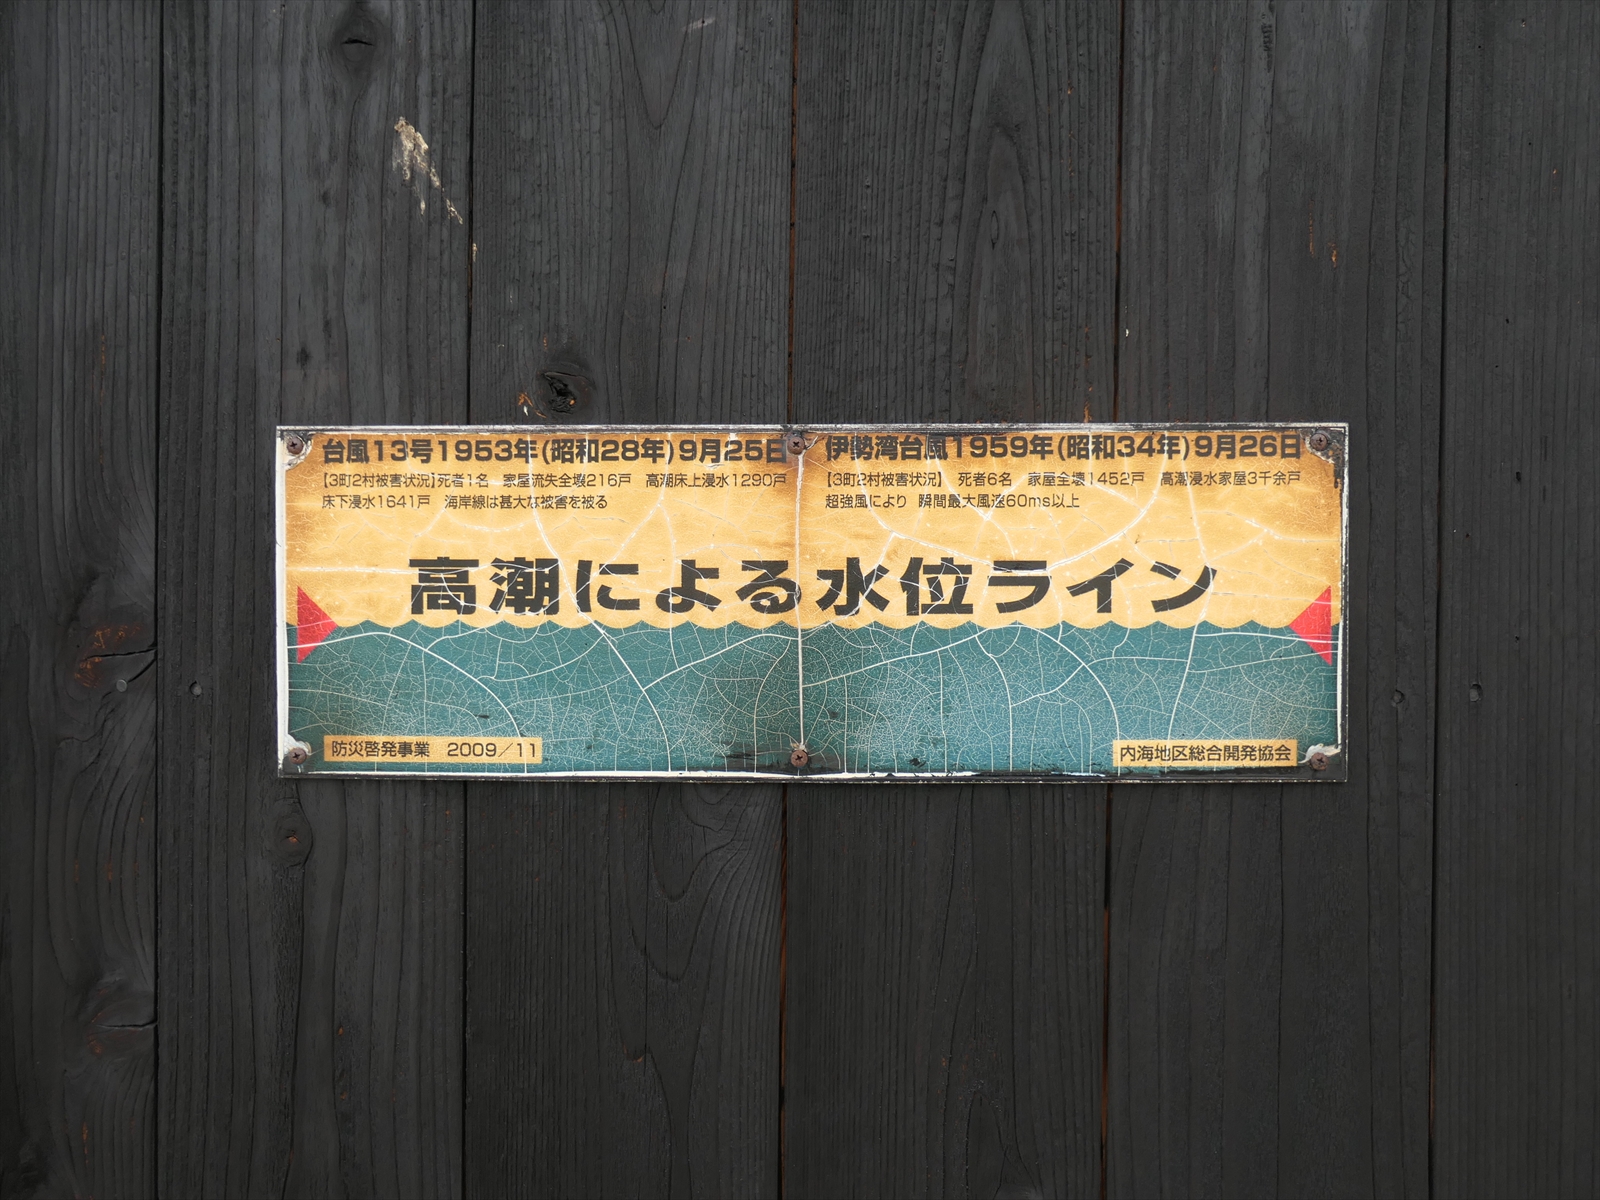 台風13号1953年(昭和28年)9月25日
【3町2村被害状況】死者1名 家屋流失全壊216戸 高潮床上浸水1290戸
床下浸水1641戸 海岸線は甚大な被害を被る
伊勢湾台風1959年(昭和34年)9月26日
【3町2村被害状況】 死者6名 家屋全壊1452戸 高潮浸水家屋3千余戸
超強風により 瞬間最大風速60ms以上
高潮による水位ライン
防災啓発事業 2009／11
内海地区総合開発協会